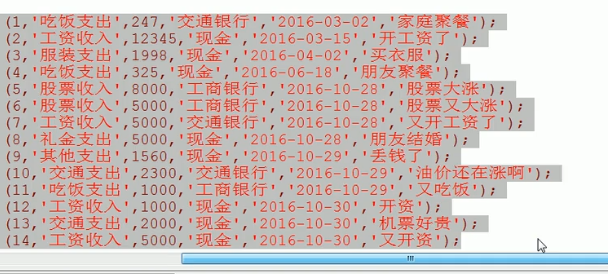 (1,'吃饭支出',247,'交通银行','2016-03-02','家庭聚餐');
(2,'工资收入',12345,'现金','2016-03-15','开工资了');
(3,'服装支出',1998,'现金','2016-04-02','买衣服');
(4,'吃饭支出',325,'现金','2016-06-18','朋友聚餐');
(5,'股票收入',8000,'工商银行','2016-10-28','股票大涨');
(6,'股票收入',5000,'工商银行','2016-10-28','股票又大涨');
(7,'工资收入',5000,'交通银行','2016-10-28','又开工资了');
(8,'礼金支出',5000,'现金','2016-10-28','朋友结婚');
(9,'其他支出',1560,'现金','2016-10-29','丢钱了');
(10,'交通支出',2300,'交通银行','2016-10-29','油价还在涨啊');
(11,'吃饭支出',1000,'工商银行','2016-10-29','又吃饭');
(12,'工资收入',1000,'现金','2016-10-30','开资');
(13,'交通支出',2000,'现金','2016-10-30','机票好贵');
(14,'工资收入',5000,'现金','2016-10-30','又开资');